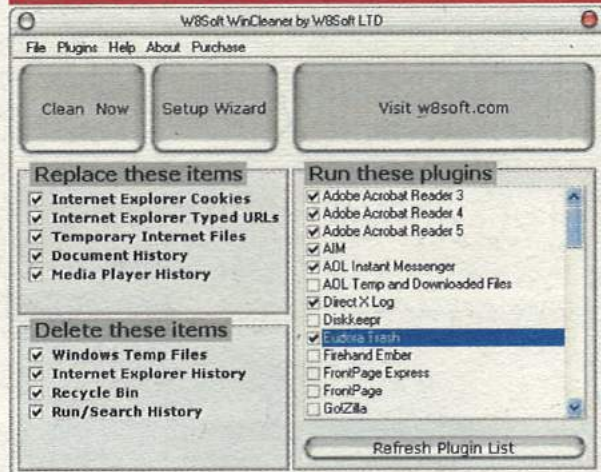 W8Soft WinCleaner by W8Soft LTD
File Plugins Help About Purchase
Clean Now
Setup Wizard
Visit w8soft.com
Replace these items
Internet Explorer Cookies
Internet Explorer Typed URLs
Temporary Internet Files
Document History
Media Player History
Delete these items
Windows Temp Files
Internet Explorer History
Recycle Bin
Run/Search History
Run these plugins
Adobe Acrobat Reader 3
Adobe Acrobat Reader 4
Adobe Acrobat Reader 5
AIM
AOL Instant Messenger
AOL Temp and Downloaded Files
Direct X Log
Diskkeepr
Eudora Trash
Firehand Ember
FrontPage Express
FrontPage
Go!Zilla
Refresh Plugin List